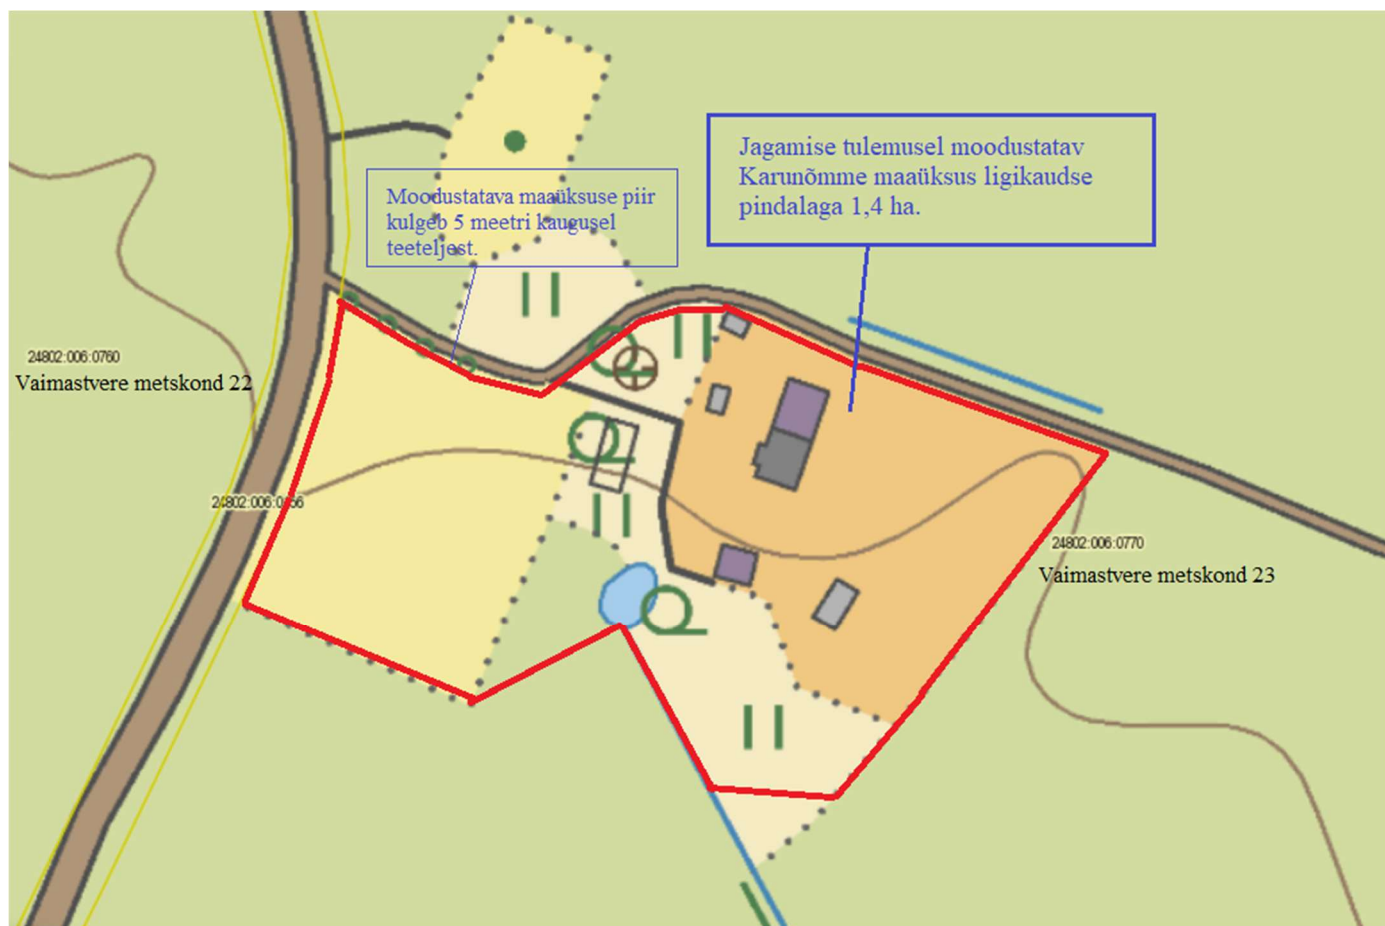 Jagamise tulemusel moodustatav
Karunõmme maaüksus ligikaudse
pindalaga 1,4 ha.
Moodustatava maaüksuse piir
kulgeb 5 meetri kaugusel
teeteljest.
24802:006:0760
Vaimastvere metskond 22
24802:006:0770
Vaimastvere metskond 23